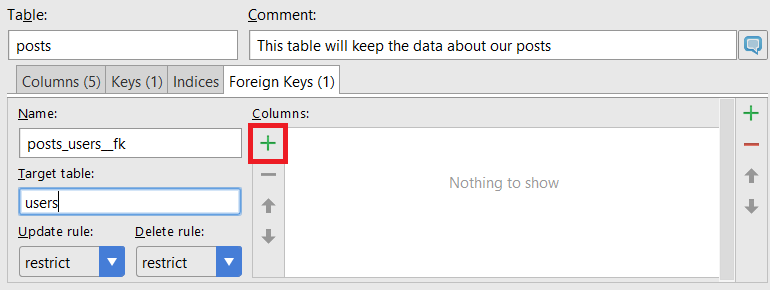 Table: Comment:
posts This table will keep the data about our posts
Columns (5) Keys (1) Indices Foreign Keys (1)
Name: Columns:
posts_users__fk
Target table:
Nothing to show
users
Update rule: Delete rule:
restrict restrict